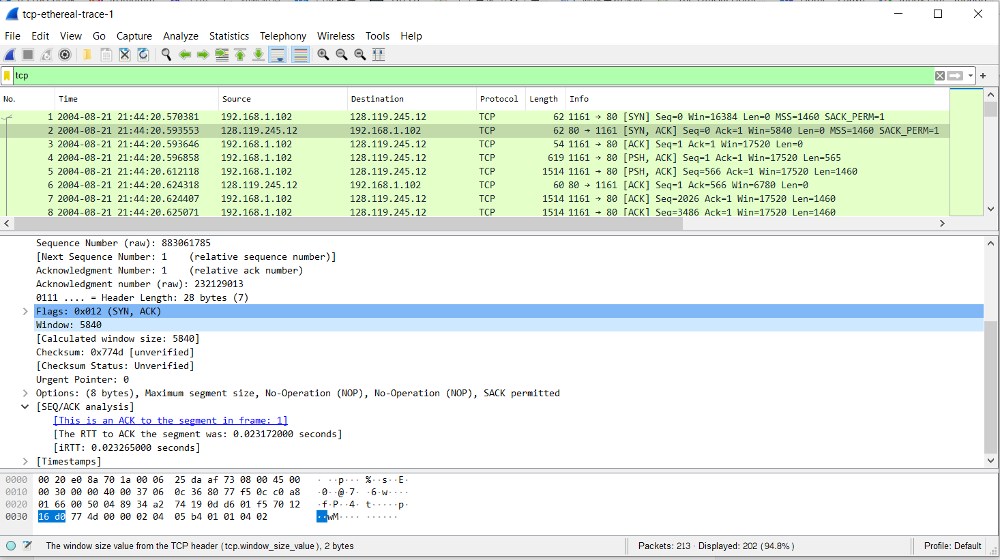 tcp-ethereal-trace-1
File Edit View Go Capture Analyze Statistics Telephony Wireless Tools Help
tcp
No. Time Source Destination Protocol Length Info
1 2004-08-21 21:44:20.570381 192.168.1.102 128.119.245.12 TCP 62 1161 → 80 [SYN] Seq=0 Win=16384 Len=0 MSS=1460 SACK_PERM=1
2 2004-08-21 21:44:20.593553 128.119.245.12 192.168.1.102 TCP 62 80 → 1161 [SYN, ACK] Seq=0 Ack=1 Win=5840 Len=0 MSS=1460 SACK_PERM=1
3 2004-08-21 21:44:20.593646 192.168.1.102 128.119.245.12 TCP 54 1161 → 80 [ACK] Seq=1 Ack=1 Win=17520 Len=0
4 2004-08-21 21:44:20.596858 192.168.1.102 128.119.245.12 TCP 619 1161 → 80 [PSH, ACK] Seq=1 Ack=1 Win=17520 Len=565
5 2004-08-21 21:44:20.612118 192.168.1.102 128.119.245.12 TCP 1514 1161 → 80 [PSH, ACK] Seq=566 Ack=1 Win=17520 Len=1460
6 2004-08-21 21:44:20.624318 128.119.245.12 192.168.1.102 TCP 60 80 → 1161 [ACK] Seq=1 Ack=566 Win=6780 Len=0
7 2004-08-21 21:44:20.624407 192.168.1.102 128.119.245.12 TCP 1514 1161 → 80 [ACK] Seq=2026 Ack=1 Win=17520 Len=1460
8 2004-08-21 21:44:20.625071 192.168.1.102 128.119.245.12 TCP 1514 1161 → 80 [ACK] Seq=3486 Ack=1 Win=17520 Len=1460
Sequence Number (raw): 883061785
[Next Sequence Number: 1 (relative sequence number)]
Acknowledgment Number: 1 (relative ack number)
Acknowledgment number (raw): 232129013
0111 .... = Header Length: 28 bytes (7)
Flags: 0x012 (SYN, ACK)
Window: 5840
[Calculated window size: 5840]
Checksum: 0x774d [unverified]
[Checksum Status: Unverified]
Urgent Pointer: 0
Options: (8 bytes), Maximum segment size, No-Operation (NOP), No-Operation (NOP), SACK permitted
[SEQ/ACK analysis]
[This is an ACK to the segment in frame: 1]
[The RTT to ACK the segment was: 0.023172000 seconds]
[iRTT: 0.023265000 seconds]
[Timestamps]
0000 00 20 e0 8a 70 1a 00 06 25 da af 73 08 00 45 00 · ··p··· %··s··E·
0010 00 30 00 00 40 00 37 06 0c 36 80 77 f5 0c c0 a8 ·0··@·7· ·6·w····
0020 01 66 00 50 04 89 34 a2 74 19 0d d6 01 f5 70 12 ·f·P··4· t·····p·
0030 16 d0 77 4d 00 00 02 04 05 b4 01 01 04 02 ··wM···· ······
The window size value from the TCP header (tcp.window_size_value), 2 bytes
Packets: 213 · Displayed: 202 (94.8%)
Profile: Default